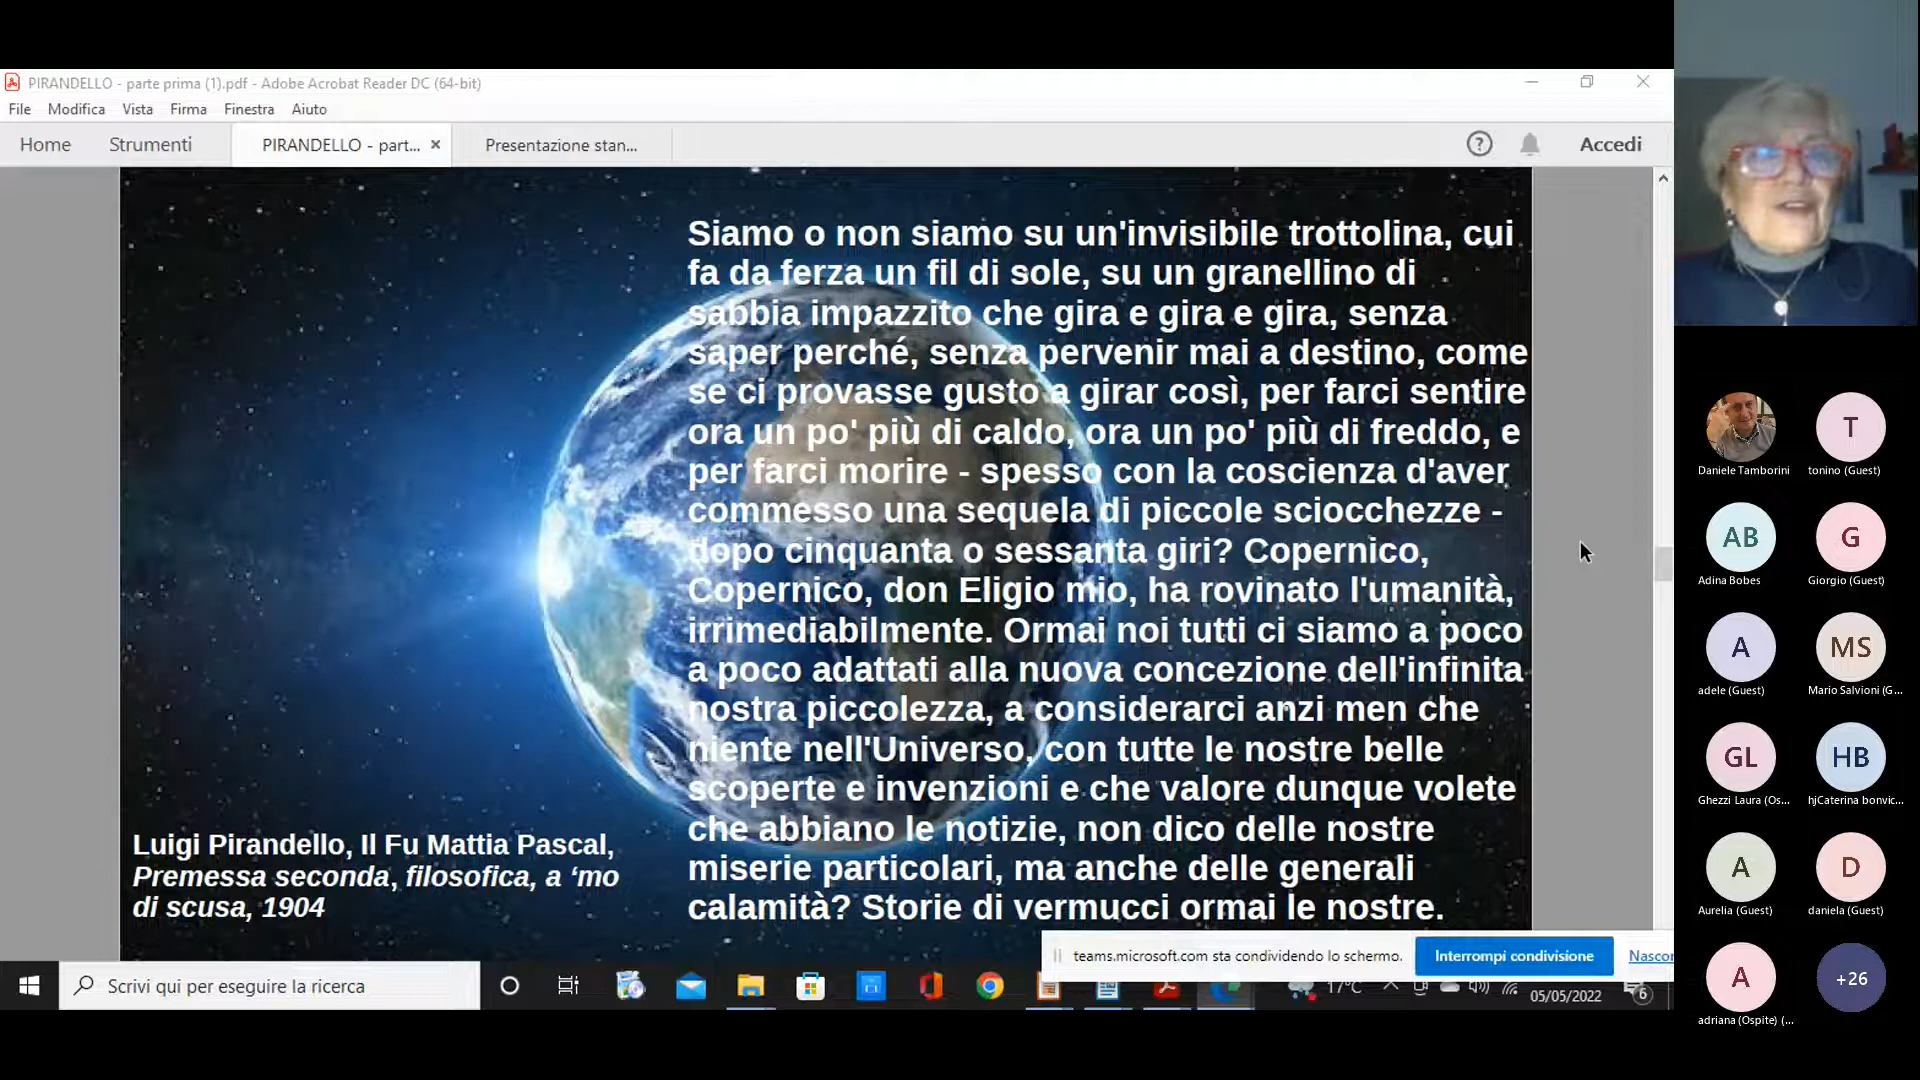 PIRANDELLO - parte prima (1).pdf - Adobe Acrobat Reader DC (64-bit)
File Modifica Vista Firma Finestra Aiuto
Home Strumenti PIRANDELLO - part... × Presentazione stan... ? Accedi
Siamo o non siamo su un'invisibile trottolina, cui
fa da ferza un fil di sole, su un granellino di
sabbia impazzito che gira e gira e gira, senza
saper perché, senza pervenir mai a destino, come
se ci provasse gusto a girar così, per farci sentire
ora un po' più di caldo, ora un po' più di freddo, e
per farci morire - spesso con la coscienza d'aver
commesso una sequela di piccole sciocchezze -
dopo cinquanta o sessanta giri? Copernico,
Copernico, don Eligio mio, ha rovinato l'umanità,
irrimediabilmente. Ormai noi tutti ci siamo a poco
a poco adattati alla nuova concezione dell'infinita
nostra piccolezza, a considerarci anzi men che
niente nell'Universo, con tutte le nostre belle
scoperte e invenzioni e che valore dunque volete
che abbiano le notizie, non dico delle nostre
miserie particolari, ma anche delle generali
calamità? Storie di vermucci ormai le nostre.
Luigi Pirandello, Il Fu Mattia Pascal,
Premessa seconda, filosofica, a ‘mo
di scusa, 1904
teams.microsoft.com sta condividendo lo schermo. Interrompi condivisione Nascon
Scrivi qui per eseguire la ricerca
17°C
05/05/2022
6
Daniele Tamborini
T
tonino (Guest)
AB
Adina Bobes
G
Giorgio (Guest)
A
adele (Guest)
MS
Mario Salvioni (G...
GL
Ghezzi Laura (Os...
HB
hjCaterina bonvic...
A
Aurelia (Guest)
D
daniela (Guest)
A
adriana (Ospite) (...
+26